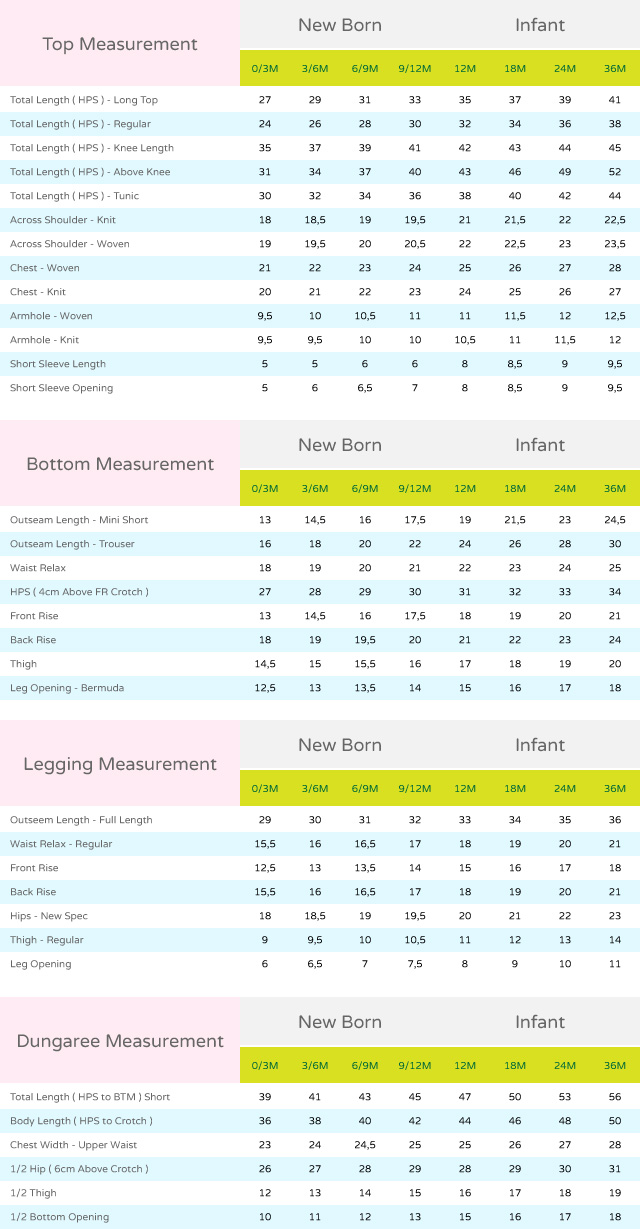 New Born Infant
Top Measurement
0/3M 3/6M 6/9M 9/12M 12M 18M 24M 36M
Total Length ( HPS ) - Long Top 27 29 31 33 35 37 39 41
Total Length ( HPS ) - Regular 24 26 28 30 32 34 36 38
Total Length ( HPS ) - Knee Length 35 37 39 41 42 43 44 45
Total Length ( HPS ) - Above Knee 31 34 37 40 43 46 49 52
Total Length ( HPS ) - Tunic 30 32 34 36 38 40 42 44
Across Shoulder - Knit 18 18,5 19 19,5 21 21,5 22 22,5
Across Shoulder - Woven 19 19,5 20 20,5 22 22,5 23 23,5
Chest - Woven 21 22 23 24 25 26 27 28
Chest - Knit 20 21 22 23 24 25 26 27
Armhole - Woven 9,5 10 10,5 11 11 11,5 12 12,5
Armhole - Knit 9,5 9,5 10 10 10,5 11 11,5 12
Short Sleeve Length 5 5 6 6 8 8,5 9 9,5
Short Sleeve Opening 5 6 6,5 7 8 8,5 9 9,5
New Born Infant
Bottom Measurement
0/3M 3/6M 6/9M 9/12M 12M 18M 24M 36M
Outseam Length - Mini Short 13 14,5 16 17,5 19 21,5 23 24,5
Outseam Length - Trouser 16 18 20 22 24 26 28 30
Waist Relax 18 19 20 21 22 23 24 25
HPS ( 4cm Above FR Crotch ) 27 28 29 30 31 32 33 34
Front Rise 13 14,5 16 17,5 18 19 20 21
Back Rise 18 19 19,5 20 21 22 23 24
Thigh 14,5 15 15,5 16 17 18 19 20
Leg Opening - Bermuda 12,5 13 13,5 14 15 16 17 18
New Born Infant
Legging Measurement
0/3M 3/6M 6/9M 9/12M 12M 18M 24M 36M
Outseem Length - Full Length 29 30 31 32 33 34 35 36
Waist Relax - Regular 15,5 16 16,5 17 18 19 20 21
Front Rise 12,5 13 13,5 14 15 16 17 18
Back Rise 15,5 16 16,5 17 18 19 20 21
Hips - New Spec 18 18,5 19 19,5 20 21 22 23
Thigh - Regular 9 9,5 10 10,5 11 12 13 14
Leg Opening 6 6,5 7 7,5 8 9 10 11
New Born Infant
Dungaree Measurement
0/3M 3/6M 6/9M 9/12M 12M 18M 24M 36M
Total Length ( HPS to BTM ) Short 39 41 43 45 47 50 53 56
Body Length ( HPS to Crotch ) 36 38 40 42 44 46 48 50
Chest Width - Upper Waist 23 24 24,5 25 25 26 27 28
1/2 Hip ( 6cm Above Crotch ) 26 27 28 29 28 29 30 31
1/2 Thigh 12 13 14 15 16 17 18 19
1/2 Bottom Opening 10 11 12 13 15 16 17 18